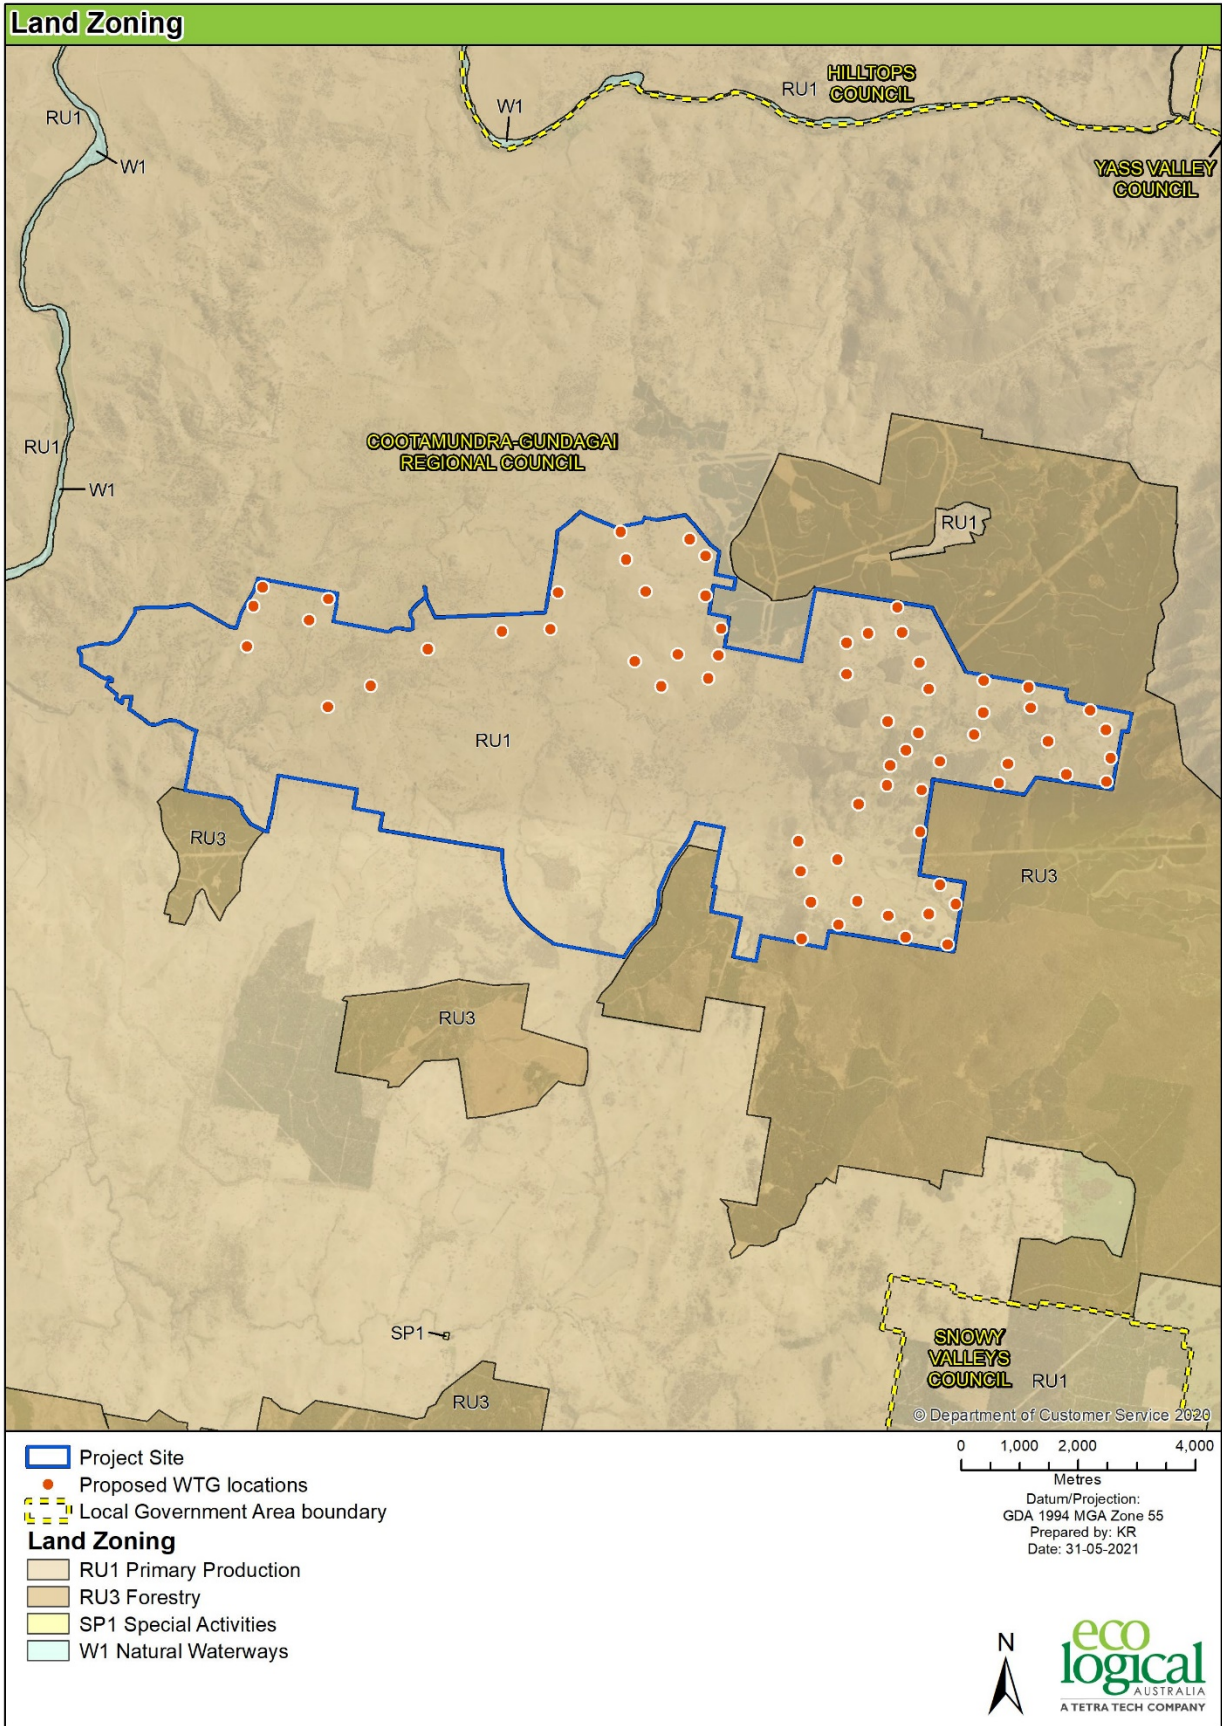 Land Zoning
HILLTOPS
COUNCIL
RU1
W1
RU1
W1
YASS VALLEY
COUNCIL
COOTAMUNDRA-GUNDAGAI
REGIONAL COUNCIL
RU1
W1
RU1
RU1
RU3
RU3
RU3
SP1
SNOWY
VALLEYS
COUNCIL
RU1
RU3
© Department of Customer Service 2020
Project Site
Proposed WTG locations
Local Government Area boundary
Land Zoning
RU1 Primary Production
RU3 Forestry
SP1 Special Activities
W1 Natural Waterways
0 1,000 2,000 4,000
Metres
Datum/Projection:
GDA 1994 MGA Zone 55
Prepared by: KR
Date: 31-05-2021
N
eco
logical
AUSTRALIA
A TETRA TECH COMPANY